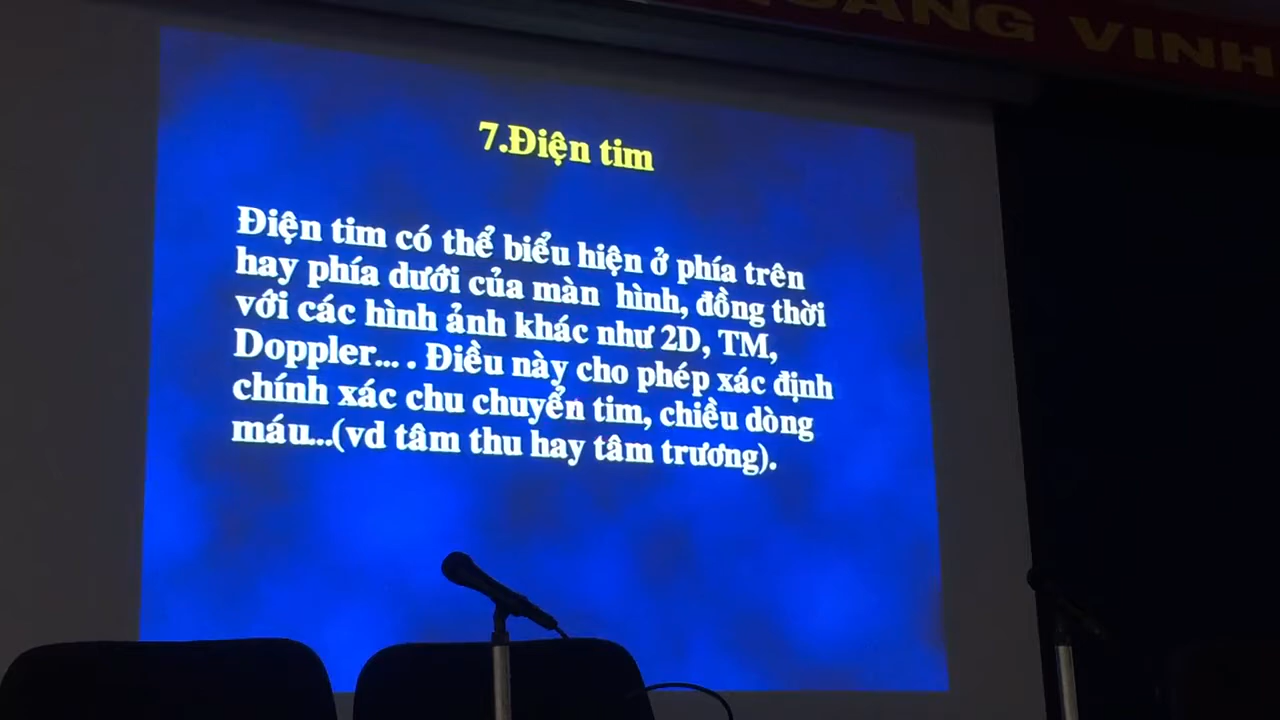 QUANG VINH
7.Điện tim
Điện tim có thể biểu hiện ở phía trên
hay phía dưới của màn hình, đồng thời
với các hình ảnh khác như 2D, TM,
Doppler... . Điều này cho phép xác định
chính xác chu chuyển tim, chiều dòng
máu...(vd tâm thu hay tâm trương).